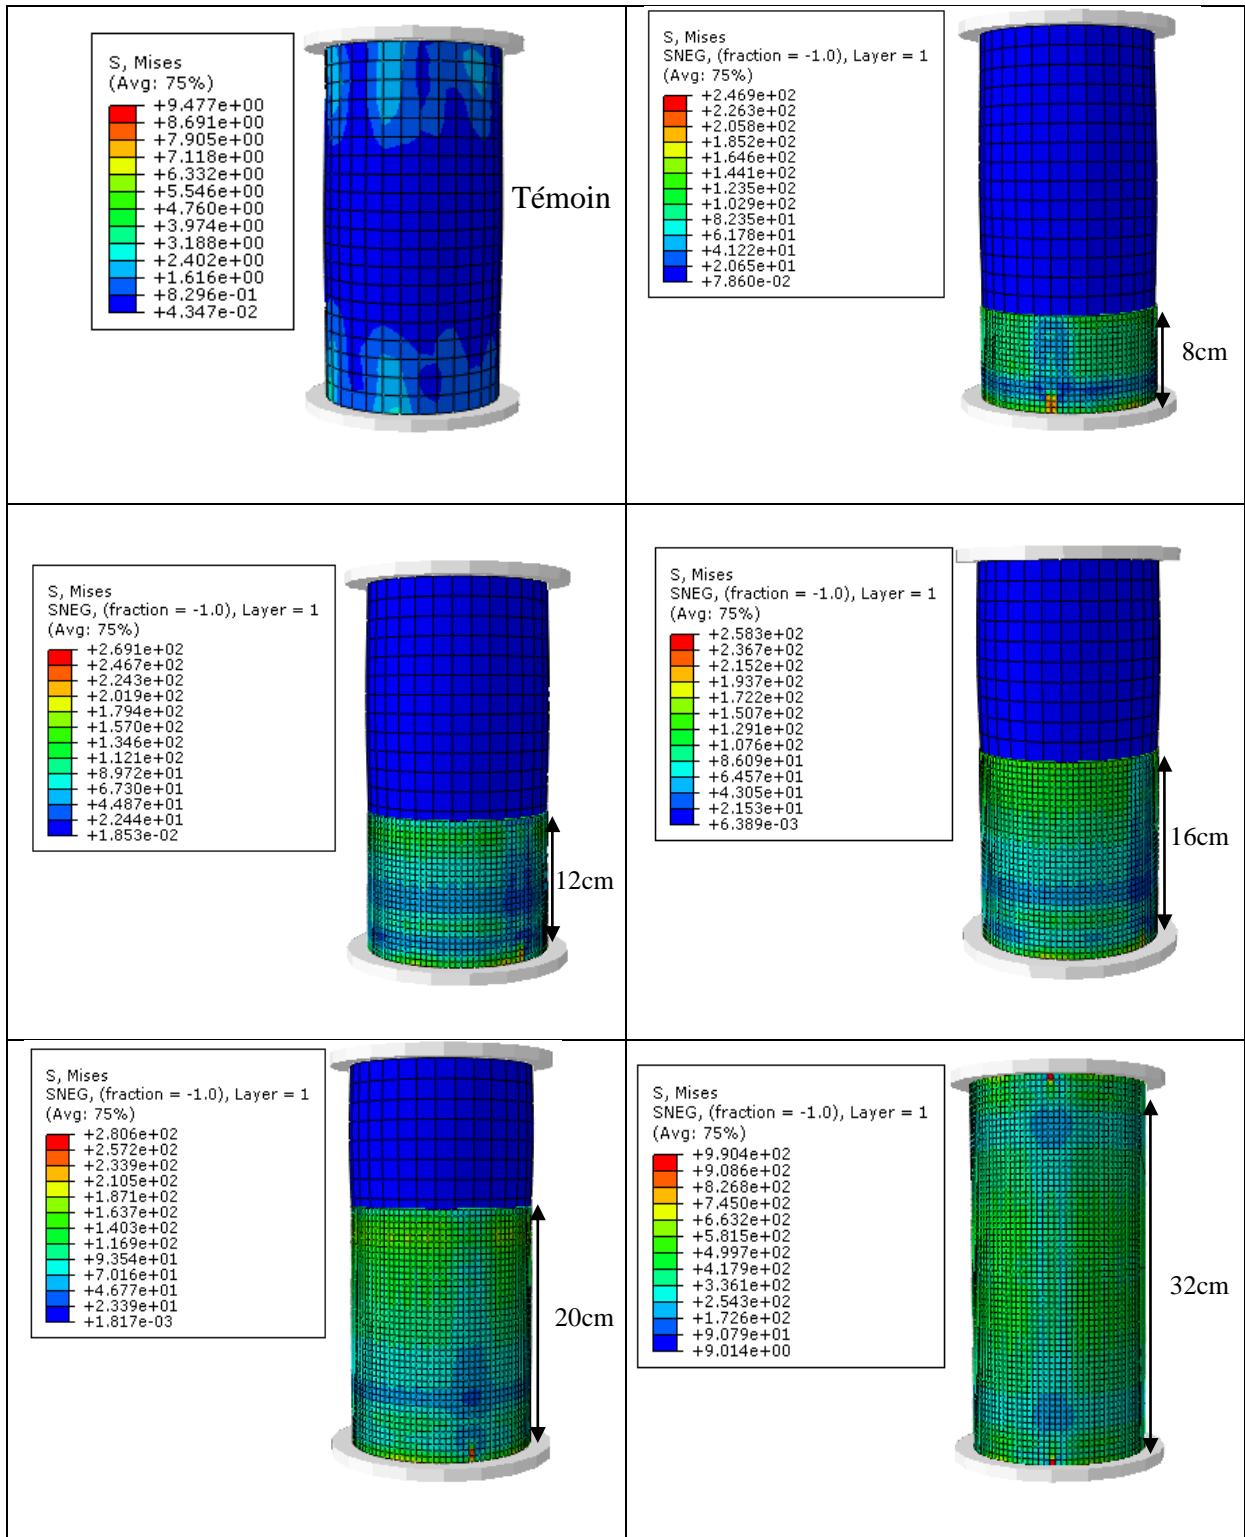 S, Mises
(Avg: 75%)
+9.477e+00
+8.691e+00
+7.905e+00
+7.118e+00
+6.332e+00
+5.546e+00
+4.760e+00
+3.974e+00
+3.188e+00
+2.402e+00
+1.616e+00
+8.296e-01
+4.347e-02
Témoin
S, Mises
SNEG, (fraction = -1.0), Layer = 1
(Avg: 75%)
+2.469e+02
+2.263e+02
+2.058e+02
+1.852e+02
+1.646e+02
+1.441e+02
+1.235e+02
+1.029e+02
+8.235e+01
+6.178e+01
+4.122e+01
+2.065e+01
+7.860e-02
8cm
S, Mises
SNEG, (fraction = -1.0), Layer = 1
(Avg: 75%)
+2.691e+02
+2.467e+02
+2.243e+02
+2.019e+02
+1.794e+02
+1.570e+02
+1.346e+02
+1.121e+02
+8.972e+01
+6.730e+01
+4.487e+01
+2.244e+01
+1.853e-02
12cm
S, Mises
SNEG, (fraction = -1.0), Layer = 1
(Avg: 75%)
+2.583e+02
+2.367e+02
+2.152e+02
+1.937e+02
+1.722e+02
+1.507e+02
+1.291e+02
+1.076e+02
+8.609e+01
+6.457e+01
+4.305e+01
+2.153e+01
+6.389e-03
16cm
S, Mises
SNEG, (fraction = -1.0), Layer = 1
(Avg: 75%)
+2.806e+02
+2.572e+02
+2.339e+02
+2.105e+02
+1.871e+02
+1.637e+02
+1.403e+02
+1.169e+02
+9.354e+01
+7.016e+01
+4.677e+01
+2.339e+01
+1.817e-03
20cm
S, Mises
SNEG, (fraction = -1.0), Layer = 1
(Avg: 75%)
+9.904e+02
+9.086e+02
+8.268e+02
+7.450e+02
+6.632e+02
+5.815e+02
+4.997e+02
+4.179e+02
+3.361e+02
+2.543e+02
+1.726e+02
+9.079e+01
+9.014e+00
32cm